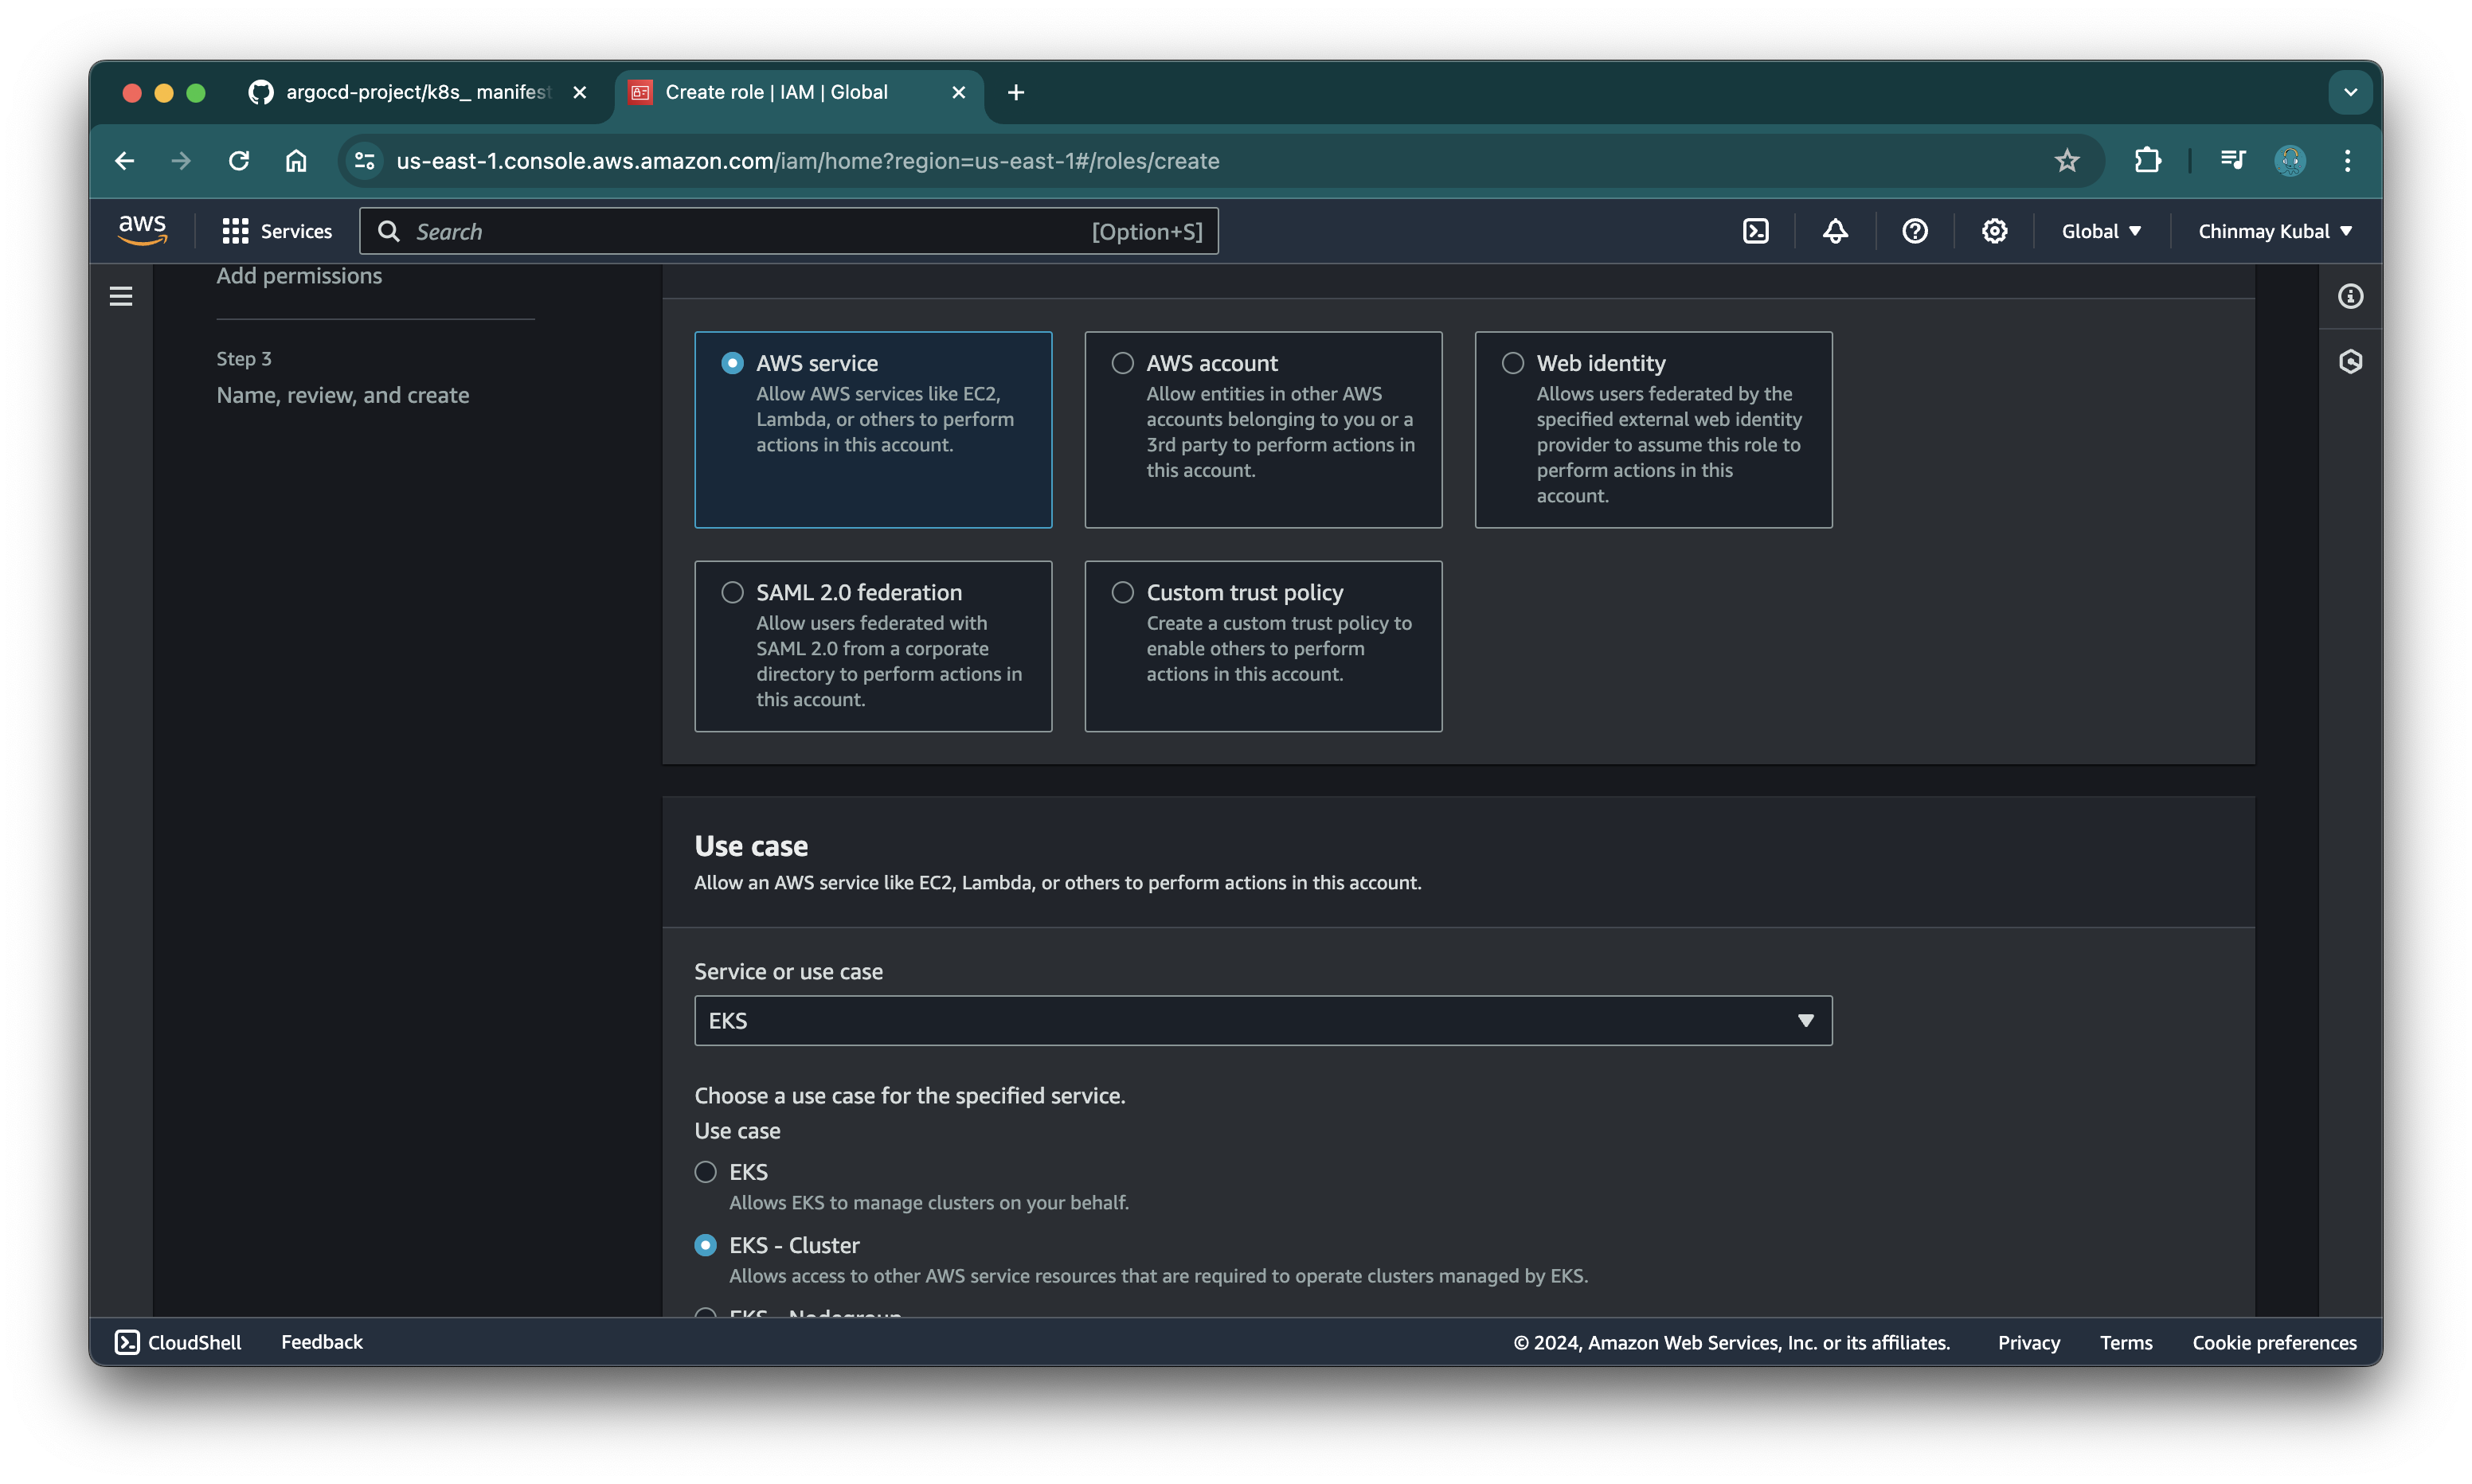 argocd-project/k8s_ manifest
Create role | IAM | Global
us-east-1.console.aws.amazon.com/iam/home?region=us-east-1#/roles/create
aws
Services
Search
[Option+S]
Global
Chinmay Kubal
Add permissions
Step 3
Name, review, and create
AWS service
Allow AWS services like EC2,
Lambda, or others to perform
actions in this account.
AWS account
Allow entities in other AWS
accounts belonging to you or a
3rd party to perform actions in
this account.
Web identity
Allows users federated by the
specified external web identity
provider to assume this role to
perform actions in this
account.
SAML 2.0 federation
Allow users federated with
SAML 2.0 from a corporate
directory to perform actions in
this account.
Custom trust policy
Create a custom trust policy to
enable others to perform
actions in this account.
Use case
Allow an AWS service like EC2, Lambda, or others to perform actions in this account.
Service or use case
EKS
Choose a use case for the specified service.
Use case
EKS
Allows EKS to manage clusters on your behalf.
EKS - Cluster
Allows access to other AWS service resources that are required to operate clusters managed by EKS.
EKS - Nodegroup
CloudShell
Feedback
© 2024, Amazon Web Services, Inc. or its affiliates.
Privacy
Terms
Cookie preferences